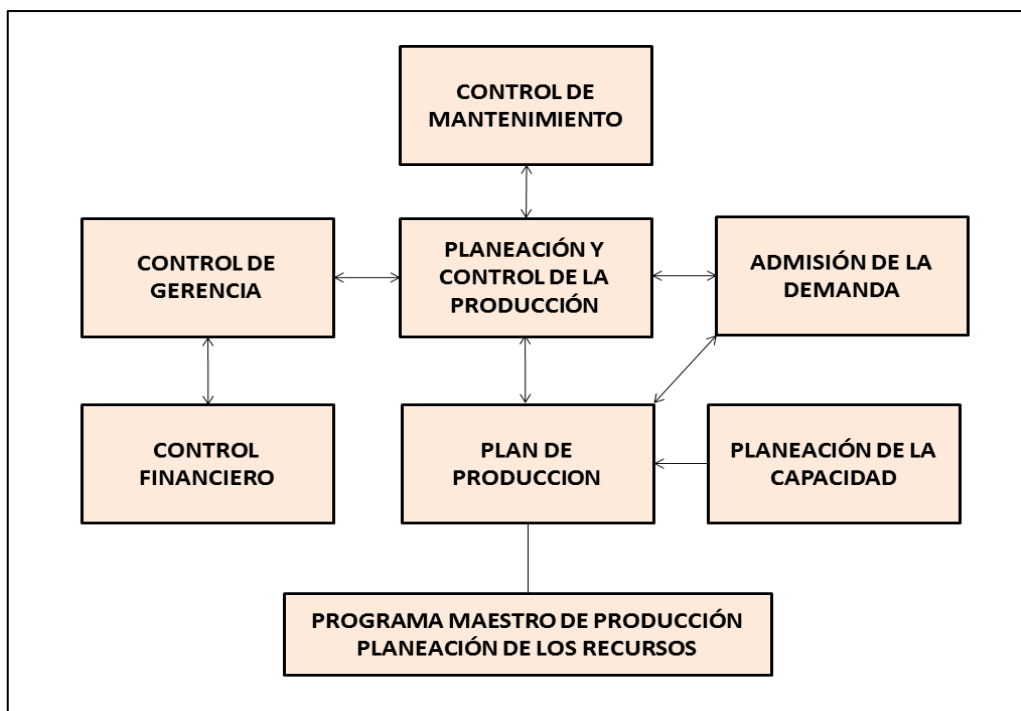 CONTROL DE
MANTENIMIENTO
CONTROL DE
GERENCIA
PLANEACIÓN Y
CONTROL DE LA
PRODUCCIÓN
ADMISIÓN DE LA
DEMANDA
CONTROL
FINANCIERO
PLAN DE
PRODUCCION
PLANEACIÓN DE LA
CAPACIDAD
PROGRAMA MAESTRO DE PRODUCCIÓN
PLANEACIÓN DE LOS RECURSOS